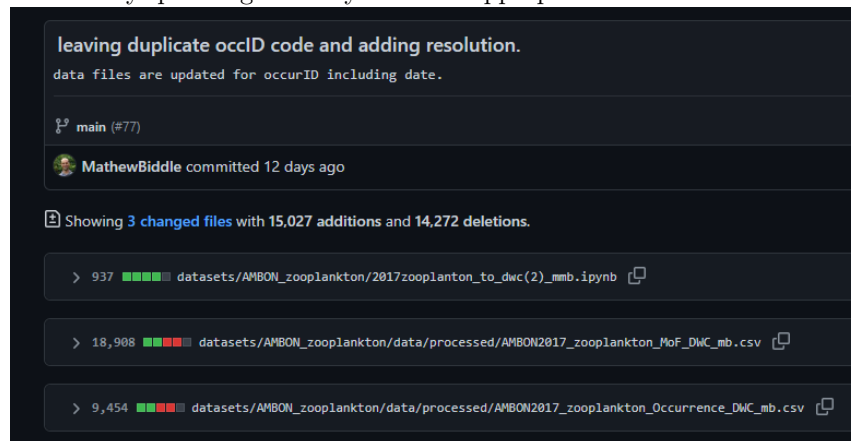 leaving duplicate occID code and adding resolution.
data files are updated for occurID including date.
main (#77)
MathewBiddle committed 12 days ago
Showing 3 changed files with 15,027 additions and 14,272 deletions.
937 datasets/AMBON_zooplankton/2017zooplanton_to_dwc(2)_mmb.ipynb
18,908 datasets/AMBON_zooplankton/data/processed/AMBON2017_zooplankton_MoF_DWC_mb.csv
9,454 datasets/AMBON_zooplankton/data/processed/AMBON2017_zooplankton_Occurrence_DWC_mb.csv